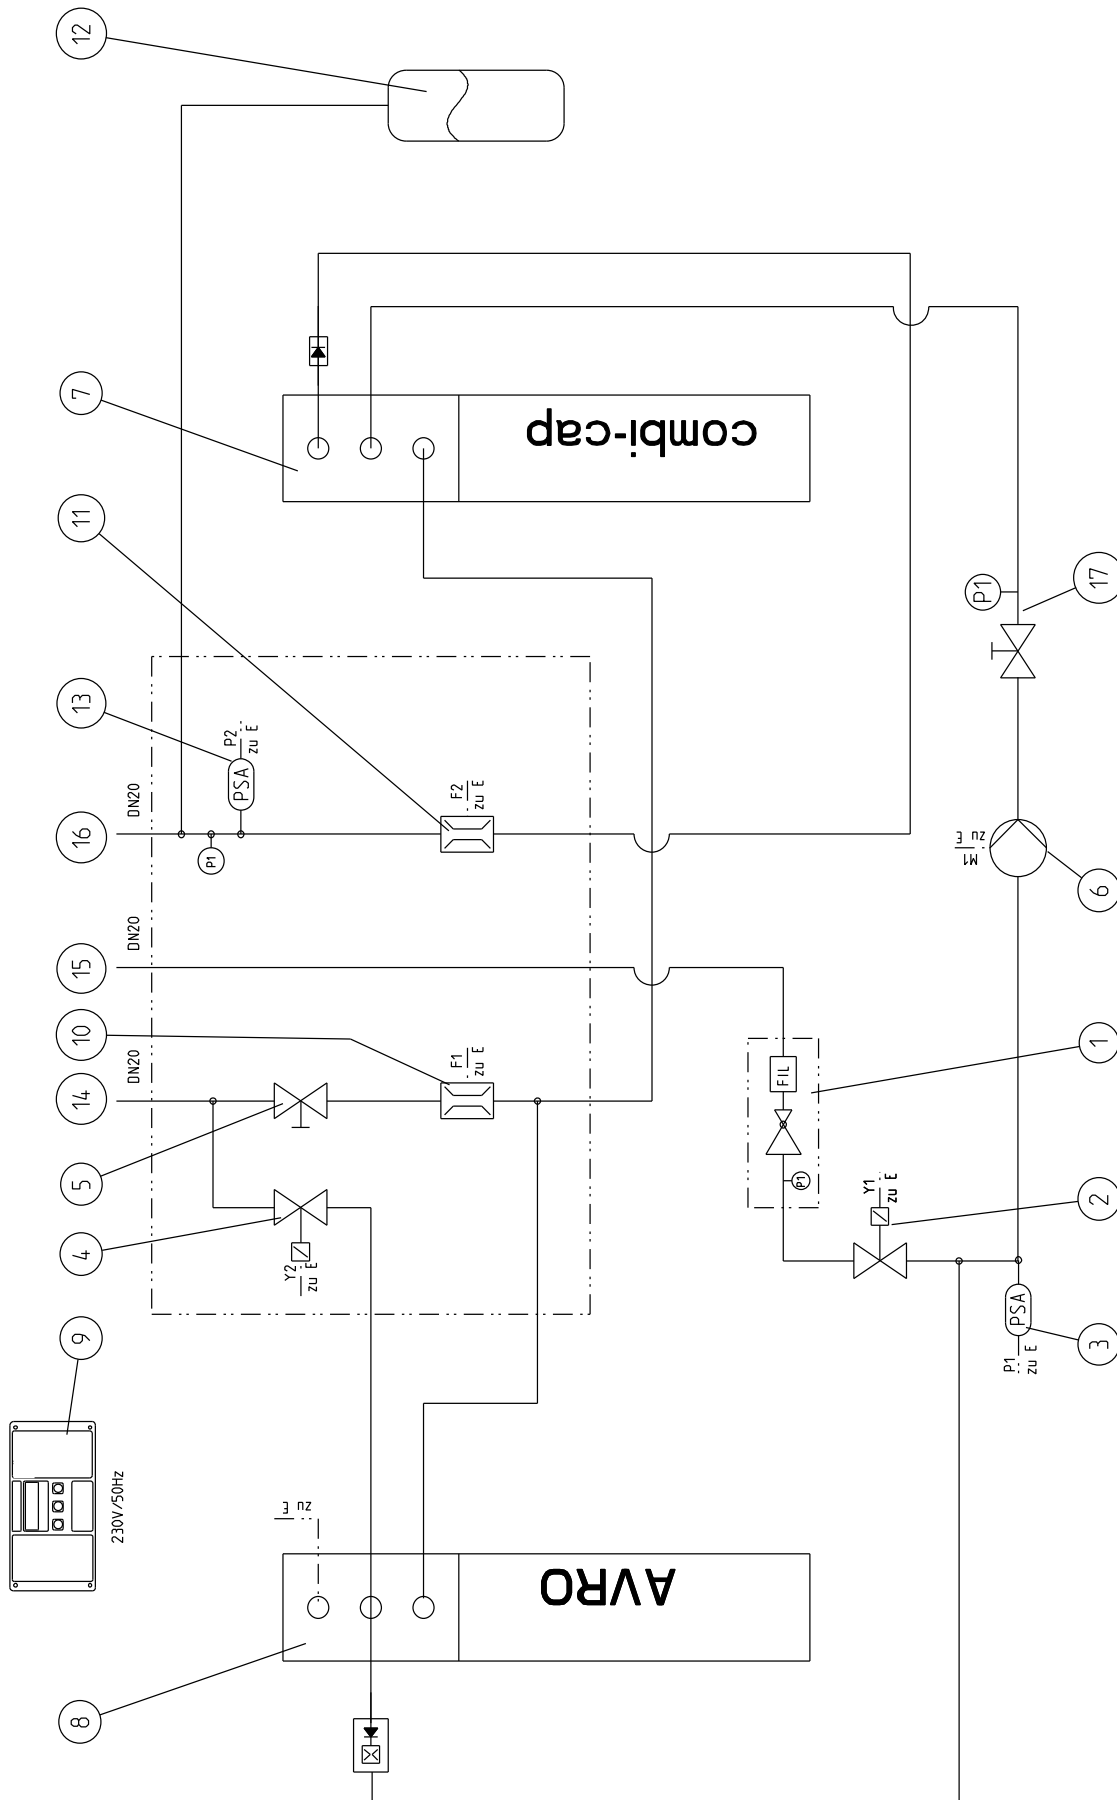 12
7
combi-cap
11
P1
17
13
P2
zu E
PSA
DN20
16
P1
F2
zu E
M1
zu E
6
DN20
15
10
DN20
14
F1
zu E
1
FIL
P1
5
4
Y2
zu E
Y1
zu E
2
PSA
P1
zu E
3
9
230V/50Hz
zu E
AVRO
8